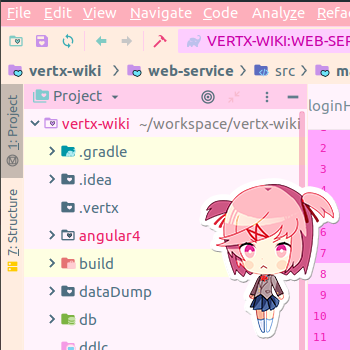 File Edit View Navigate Code Analyze Refactor
VERTX-WIKI:WEB-SER
vertx-wiki web-service src
1: Project
Project
loginH
vertx-wiki ~/workspace/vertx-wiki
.gradle
.idea
.vertx
angular4
build
dataDump
db
ddlc
7: Structure
2
3
4
5
6
7
8
9
10
11